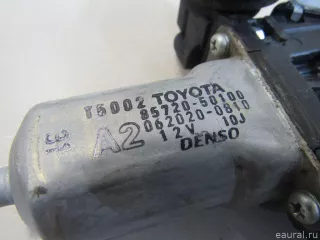 T5002 TOYOTA
85720-50100
A2 062020-0810
12V 10J
DENSO
eaural.ru